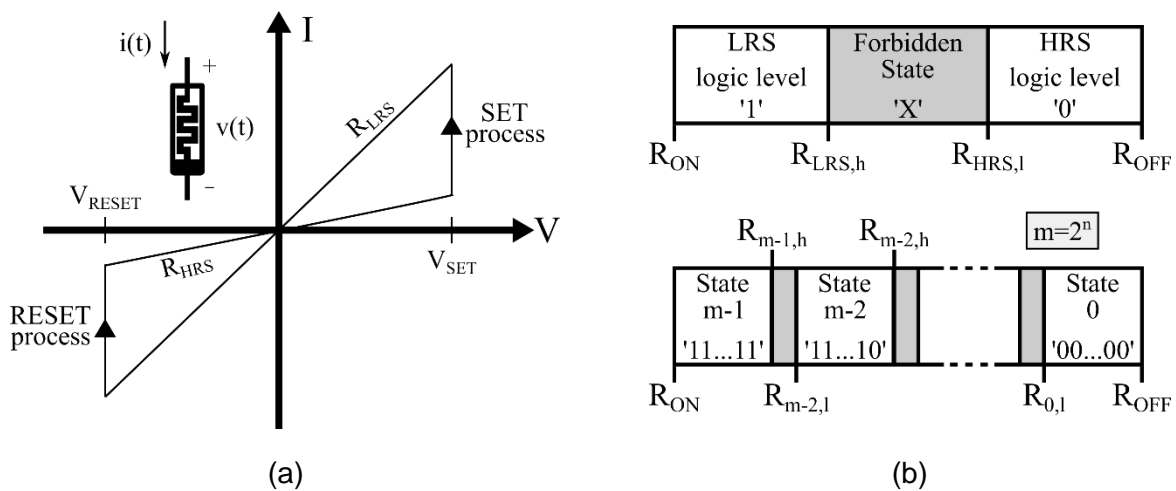 (a)
i(t)
+
v(t)
-
I
R_LRS
SET
process
V_RESET
V
V_SET
R_HRS
RESET
process
LRS
logic level
'1'
Forbidden
State
'X'
HRS
logic level
'0'
R_ON
R_LRS,h
R_HRS,l
R_OFF
R_m-1,h
R_m-2,h
m=2^n
State
m-1
'11...11'
State
m-2
'11...10'
State
0
'00...00'
R_ON
R_m-2,l
R_0,l
R_OFF
(a)
(b)